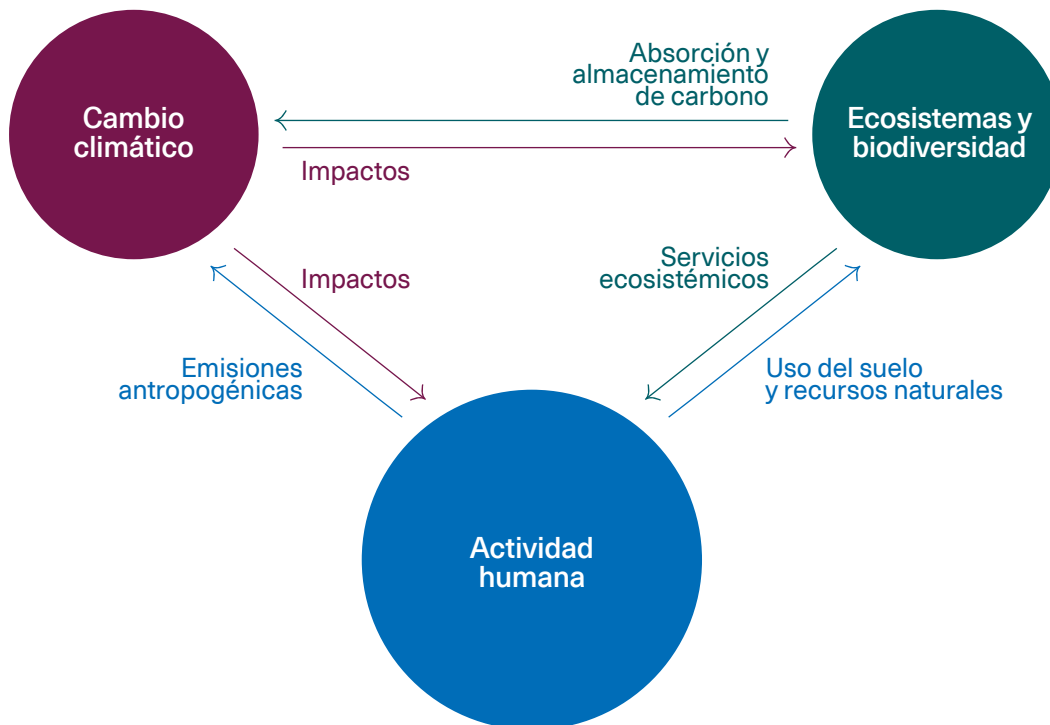 Absorción y
almacenamiento
de carbono
Cambio
climático
Ecosistemas y
biodiversidad
Impactos
Impactos
Servicios
ecosistémicos
Emisiones
antropogénicas
Uso del suelo
y recursos naturales
Actividad
humana